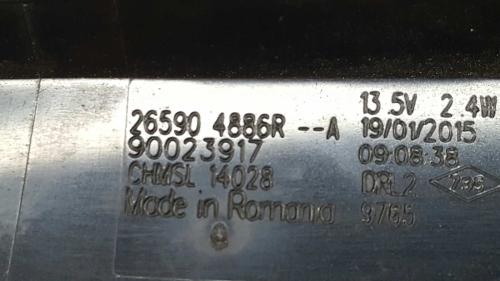 26590 4886R --A
90023917
CHMSL 14028
Made in Romania
13.5V 2.4W
19/01/2015
09:08:38
DRL2
9765